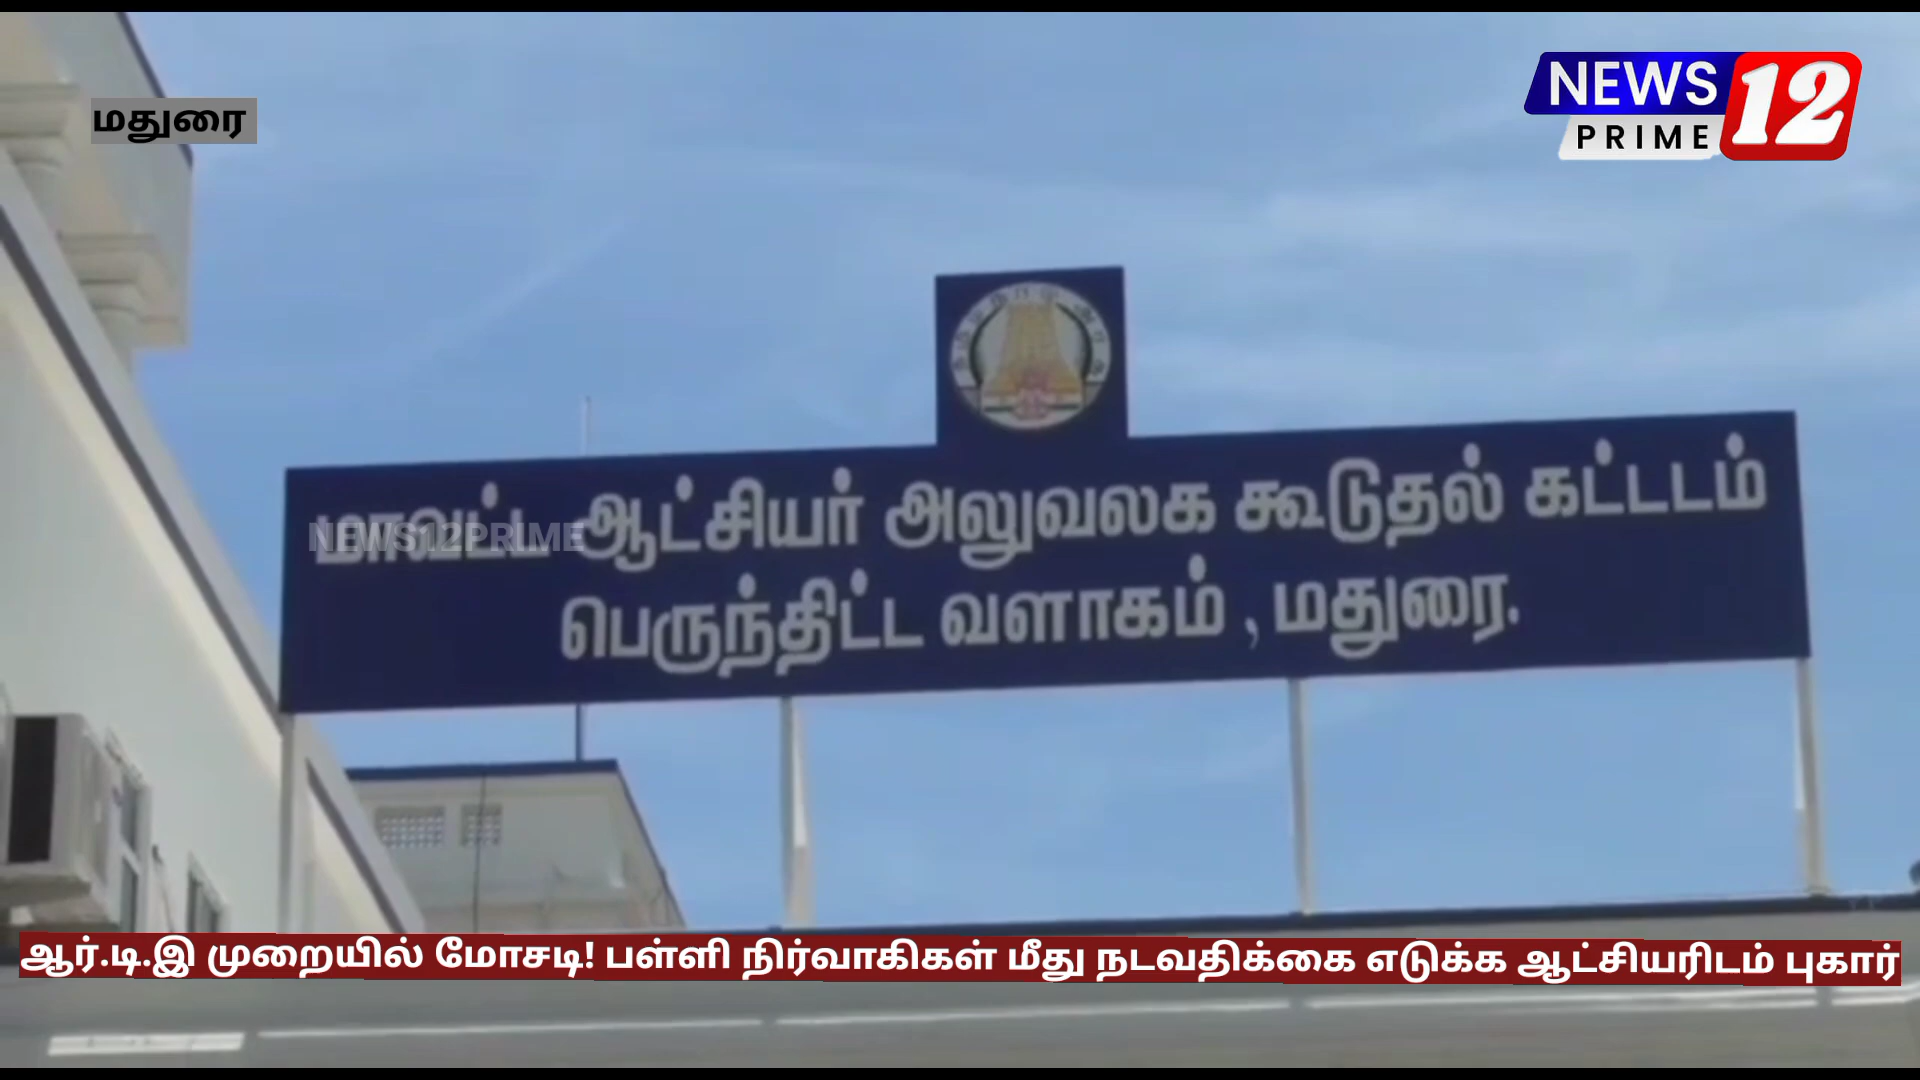 மதுரை
NEWS 12
PRIME
மாவட்ட ஆட்சியர் அலுவலக கூடுதல் கட்டடம்
NEWS12PRIME
பெருந்திட்ட வளாகம் , மதுரை.
ஆர்.டி.இ முறையில் மோசடி! பள்ளி நிர்வாகிகள் மீது நடவதிக்கை எடுக்க ஆட்சியரிடம் புகார்